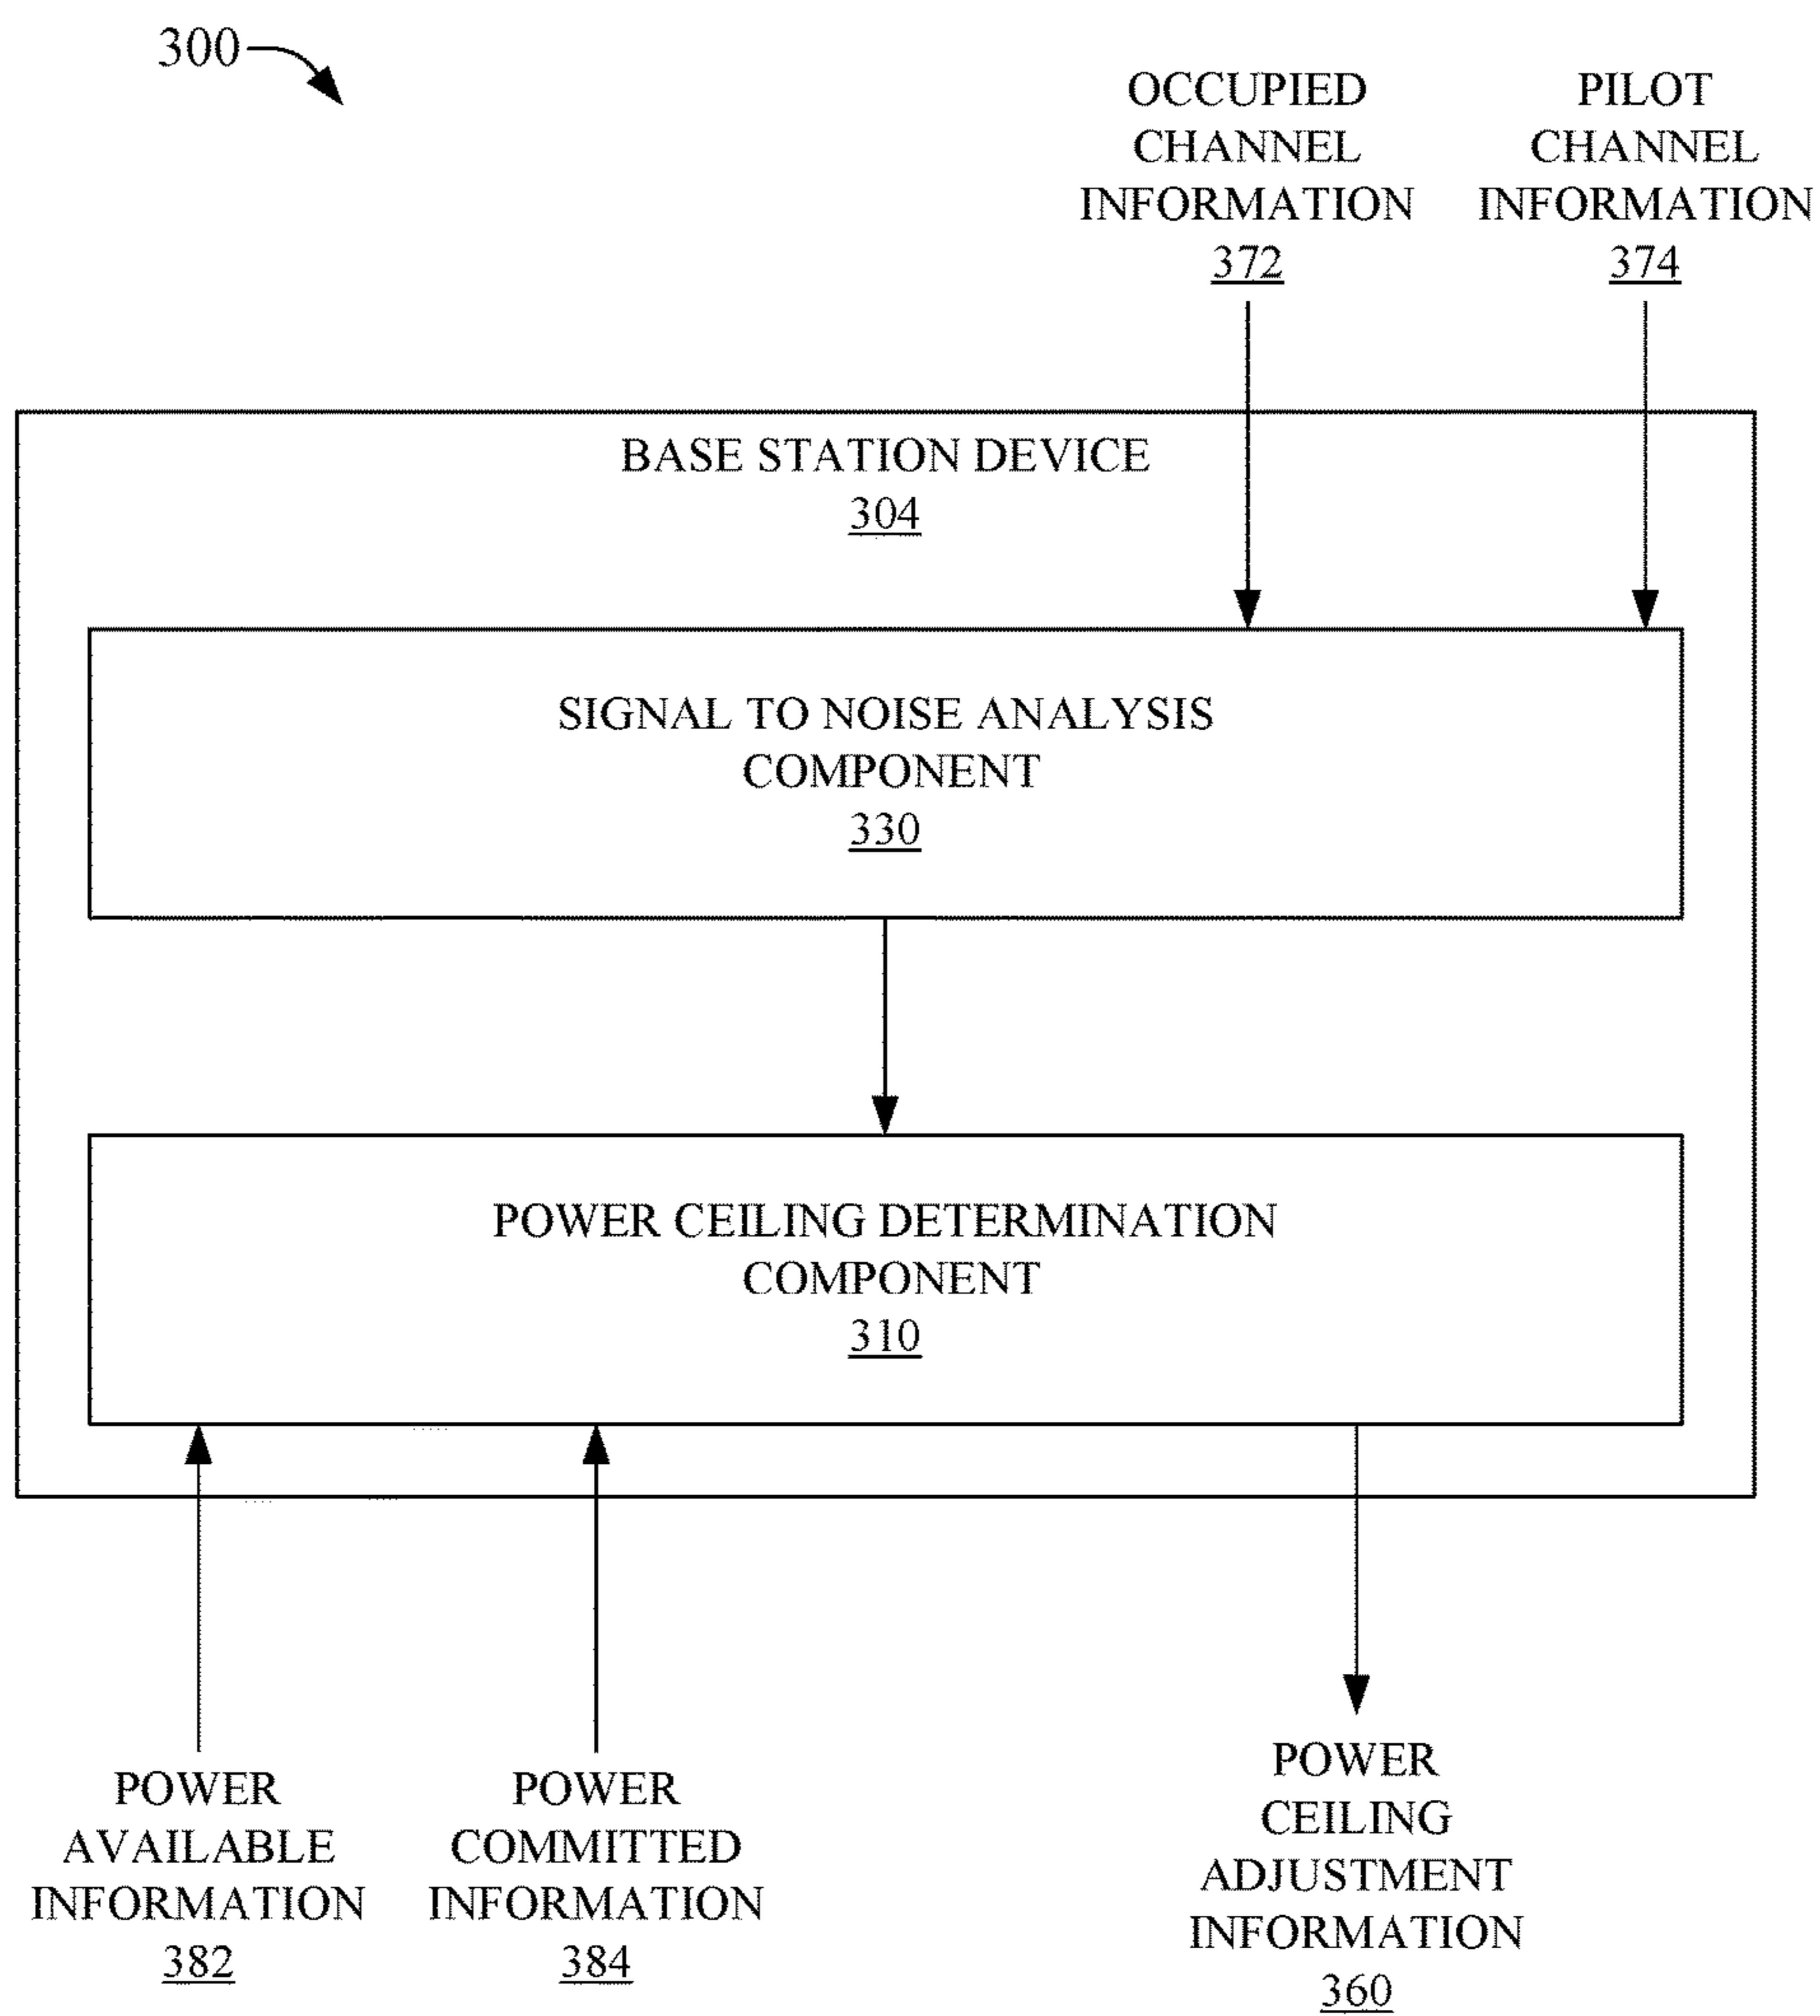 300
OCCUPIED
CHANNEL
INFORMATION
372
PILOT
CHANNEL
INFORMATION
374
BASE STATION DEVICE
304
SIGNAL TO NOISE ANALYSIS
COMPONENT
330
POWER CEILING DETERMINATION
COMPONENT
310
POWER
AVAILABLE
INFORMATION
382
POWER
COMMITTED
INFORMATION
384
POWER
CEILING
ADJUSTMENT
INFORMATION
360